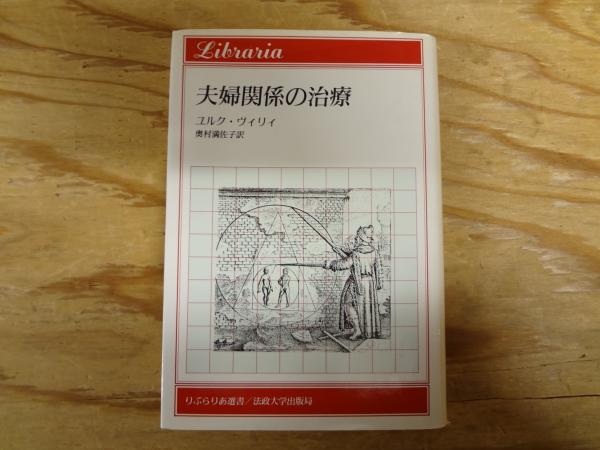 Libraria
夫婦関係の治療
ユルク・ヴィリィ
奥村満佐子訳
りぶらりあ選書／法政大学出版局